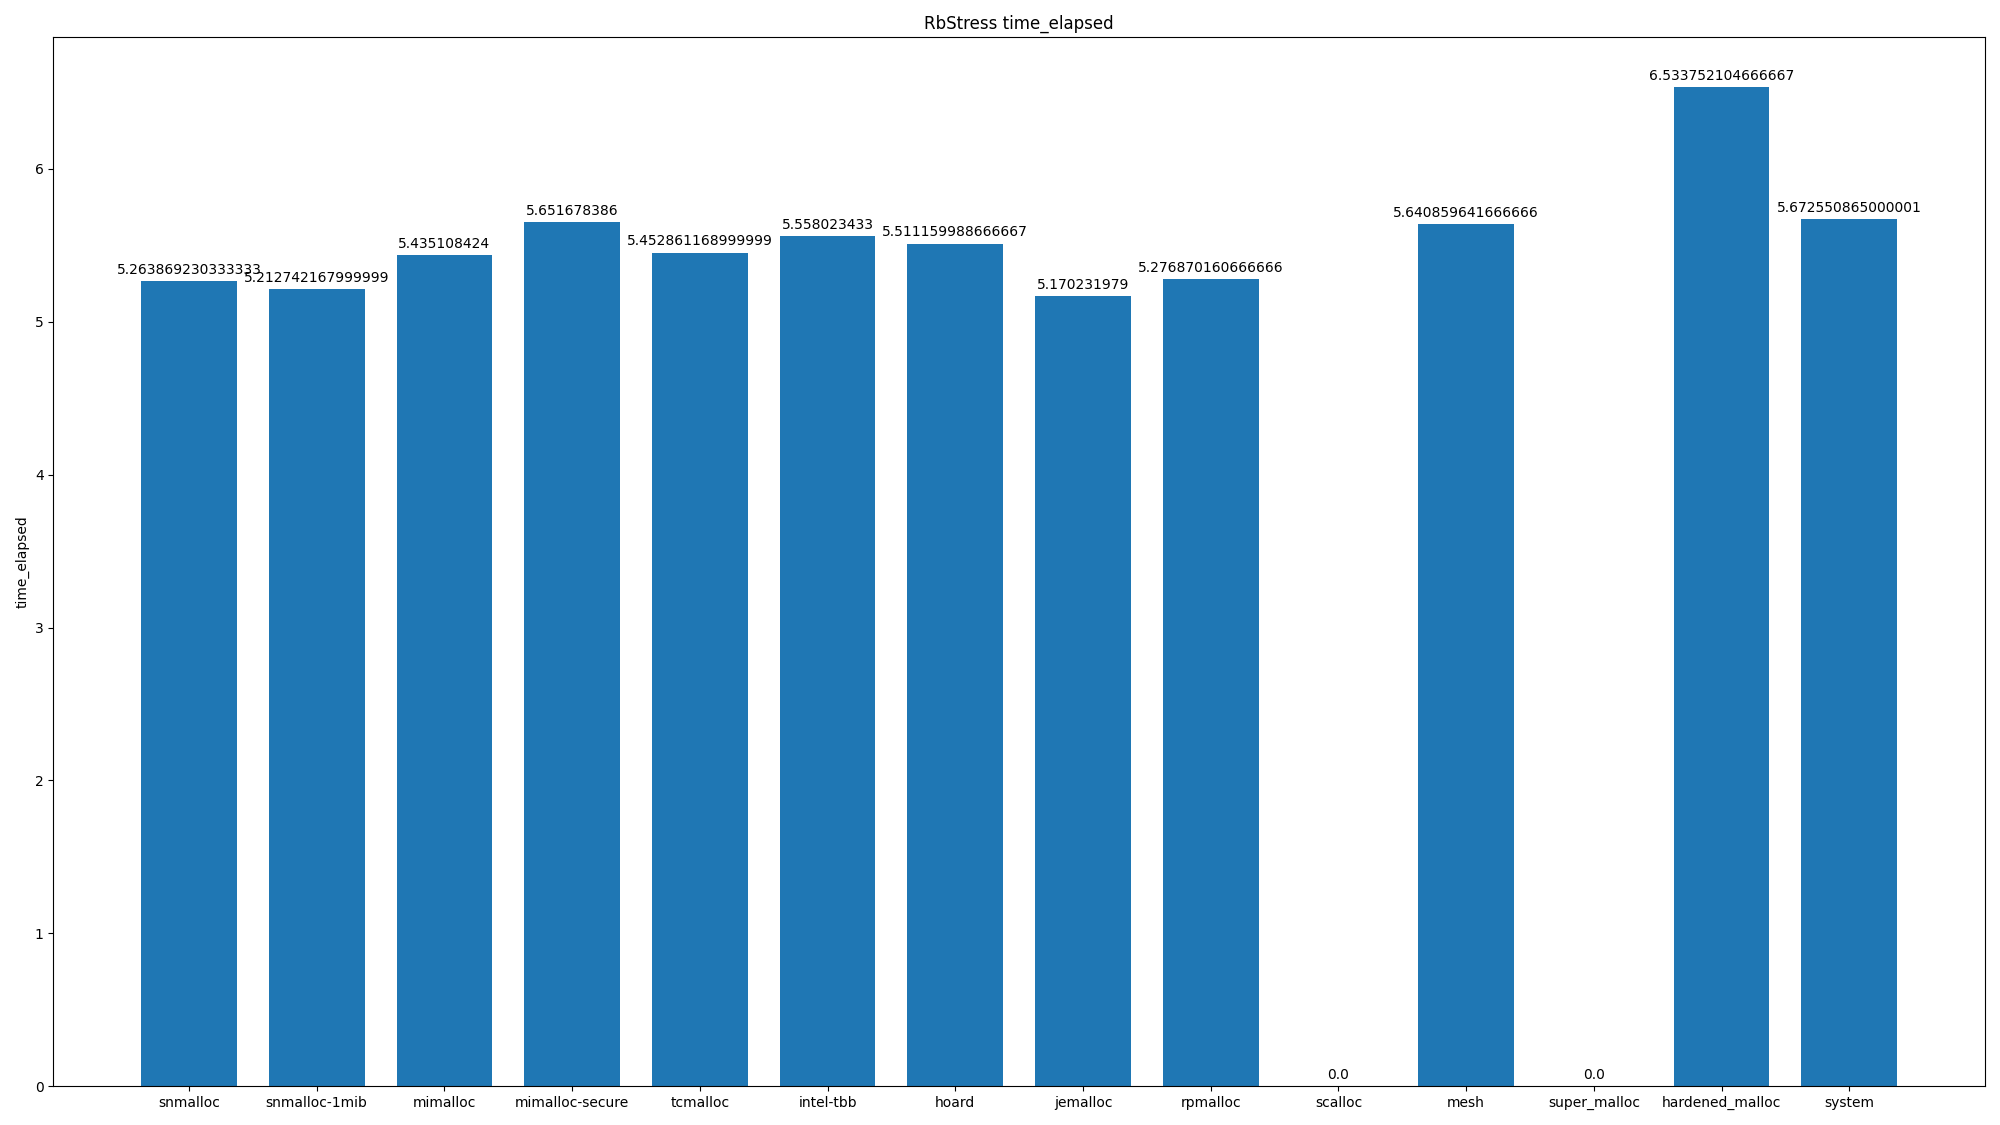 RbStress time_elapsed
time_elapsed
6
5
4
3
2
1
0
5.263869230333333
5.212742167999999
5.435108424
5.651678386
5.452861168999999
5.558023433
5.511159988666667
5.170231979
5.276870160666666
0.0
5.640859641666666
0.0
6.533752104666667
5.672550865000001
snmalloc
snmalloc-1mib
mimalloc
mimalloc-secure
tcmalloc
intel-tbb
hoard
jemalloc
rpmalloc
scalloc
mesh
super_malloc
hardened_malloc
system